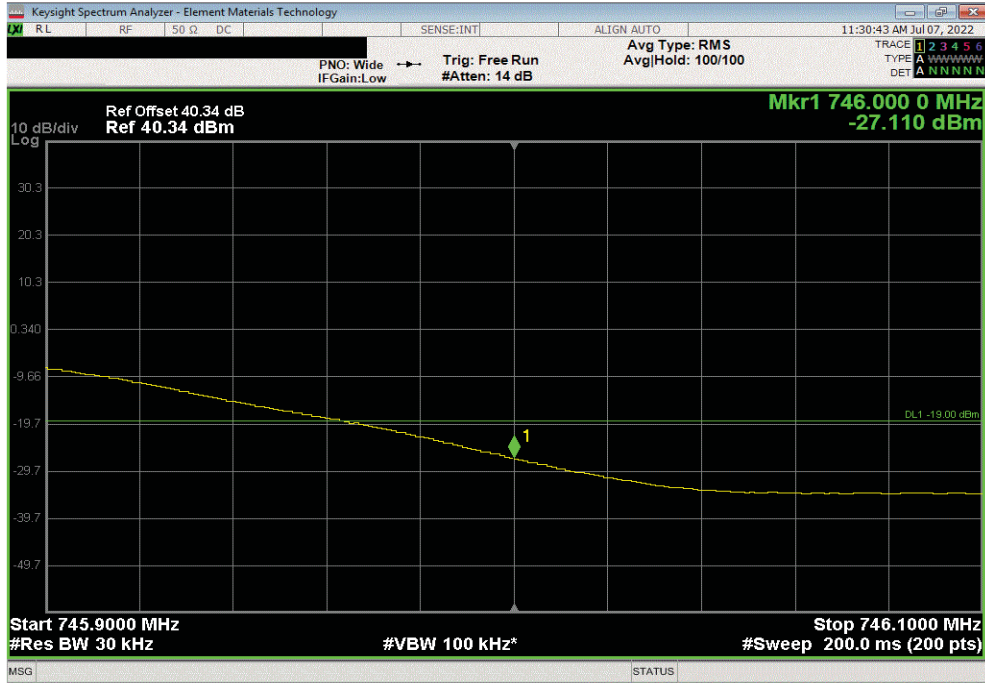 Keysight Spectrum Analyzer - Element Materials Technology
LXI RL RF 50 Ω DC SENSE:INT ALIGN AUTO 11:30:43 AM Jul 07, 2022
Avg Type: RMS TRACE 1 2 3 4 5 6
PNO: Wide Trig: Free Run Avg|Hold: 100/100 TYPE A WWWWW
IFGain:Low #Atten: 14 dB DET A N N N N N
Mkr1 746.000 0 MHz
Ref Offset 40.34 dB
10 dB/div Ref 40.34 dBm -27.110 dBm
Log
30.3
20.3
10.3
0.340
-9.66
DL1 -19.00 dBm
-19.7
1
-29.7
-39.7
-49.7
Start 745.9000 MHz Stop 746.1000 MHz
#Res BW 30 kHz #VBW 100 kHz* #Sweep 200.0 ms (200 pts)
MSG STATUS